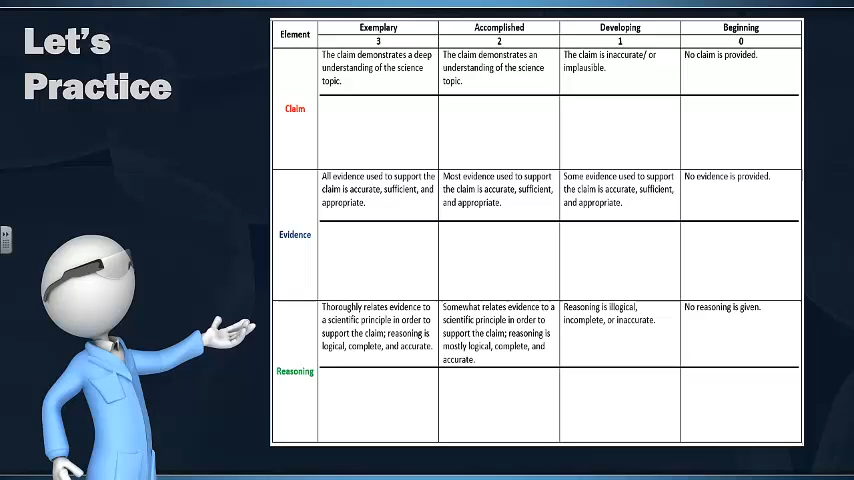 Let's
Practice
Element
Exemplary
Accomplished
Developing
Beginning
3
2
1
0
Claim
The claim demonstrates a deep
understanding of the science
topic.
The claim demonstrates an
understanding of the science
topic.
The claim is inaccurate/ or
implausible.
No claim is provided.
Evidence
All evidence used to support the
claim is accurate, sufficient, and
appropriate.
Most evidence used to support
the claim is accurate, sufficient,
and appropriate.
Some evidence used to support
the claim is accurate, sufficient,
and appropriate.
No evidence is provided.
Reasoning
Thoroughly relates evidence to
a scientific principle in order to
support the claim; reasoning is
logical, complete, and accurate.
Somewhat relates evidence to a
scientific principle in order to
support the claim; reasoning is
mostly logical, complete, and
accurate.
Reasoning is illogical,
incomplete, or inaccurate.
No reasoning is given.